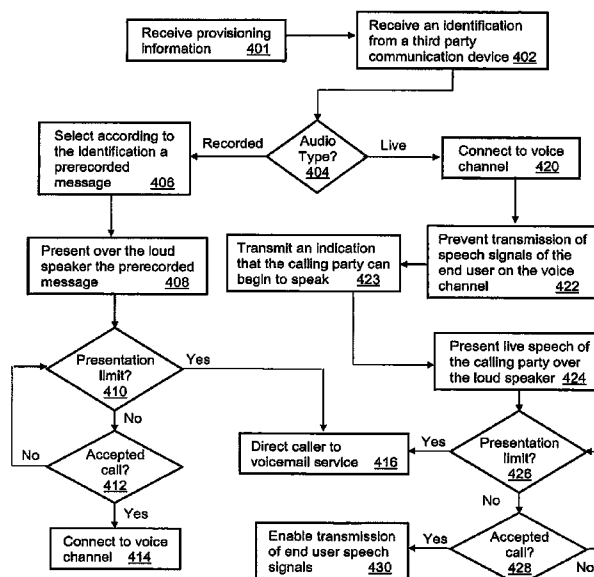 Receive provisioning
information 401
Receive an identification
from a third party
communication device 402
Audio
Type?
404
Recorded
Live
Select according to
the identification a
prerecorded
message 406
Connect to voice
channel 420
Present over the loud
speaker the prerecorded
message 408
Transmit an indication
that the calling party can
begin to speak 423
Prevent transmission of
speech signals of the
end user on the voice
channel 422
Present live speech of
the calling party over
the loud speaker 424
Presentation
limit?
410
Yes
No
Accepted
call?
412
No
Yes
Connect to voice
channel 414
Direct caller to
voicemail service 416
Yes
Presentation
limit?
426
No
Accepted
call?
428
Yes
No
Enable transmission
of end user speech
signals 430